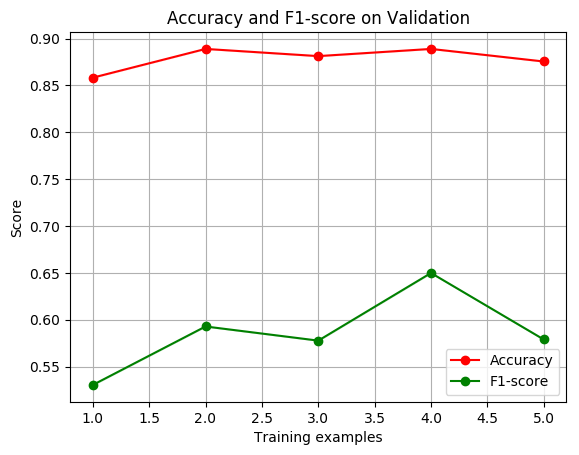 Accuracy and F1-score on Validation
0.90
0.85
0.80
0.75
0.70
0.65
0.60
0.55
Score
Accuracy
F1-score
1.0 1.5 2.0 2.5 3.0 3.5 4.0 4.5 5.0
Training examples